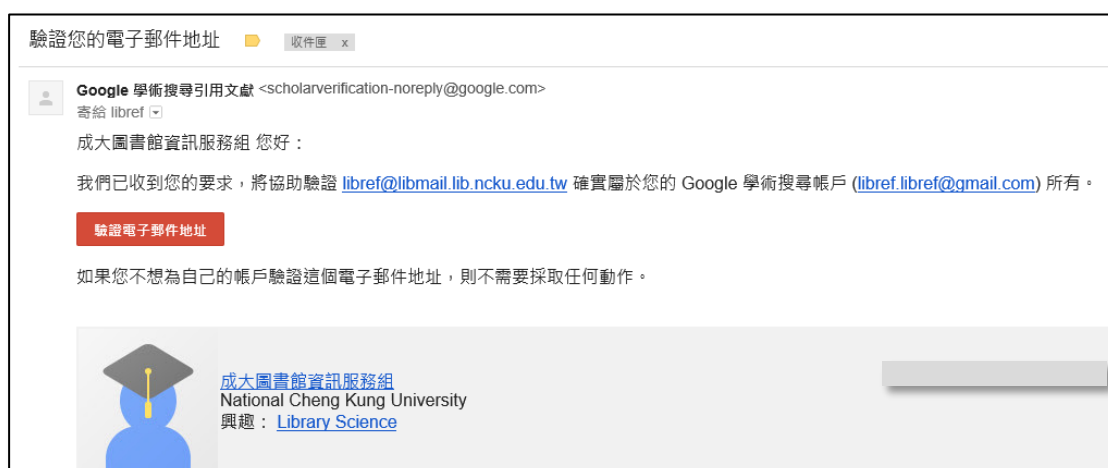 驗證您的電子郵件地址 收件匣 x
Google 學術搜尋引用文獻 <scholarverification-noreply@google.com>
寄給 libref
成大圖書館資訊服務組 您好：
我們已收到您的要求，將協助驗證 libref@libmail.lib.ncku.edu.tw 確實屬於您的 Google 學術搜尋帳戶 (libref.libref@gmail.com) 所有。
驗證電子郵件地址
如果您不想為自己的帳戶驗證這個電子郵件地址，則不需要採取任何動作。
成大圖書館資訊服務組
National Cheng Kung University
興趣： Library Science